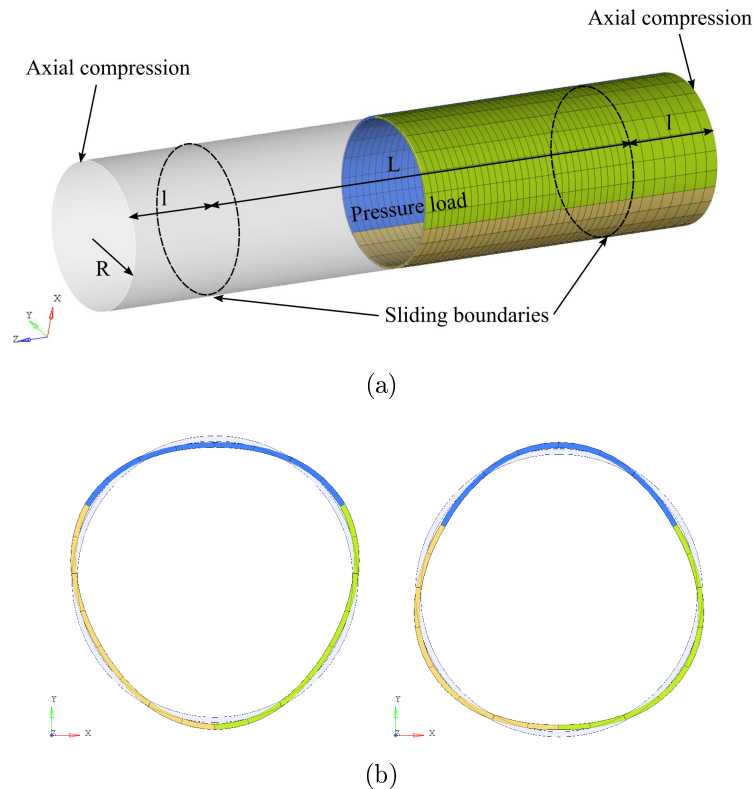 Axial compression
Axial compression
l
L
l
Pressure load
R
X
Y
Z
Sliding boundaries
(a)
Y
Z
X
Y
Z
X
(b)